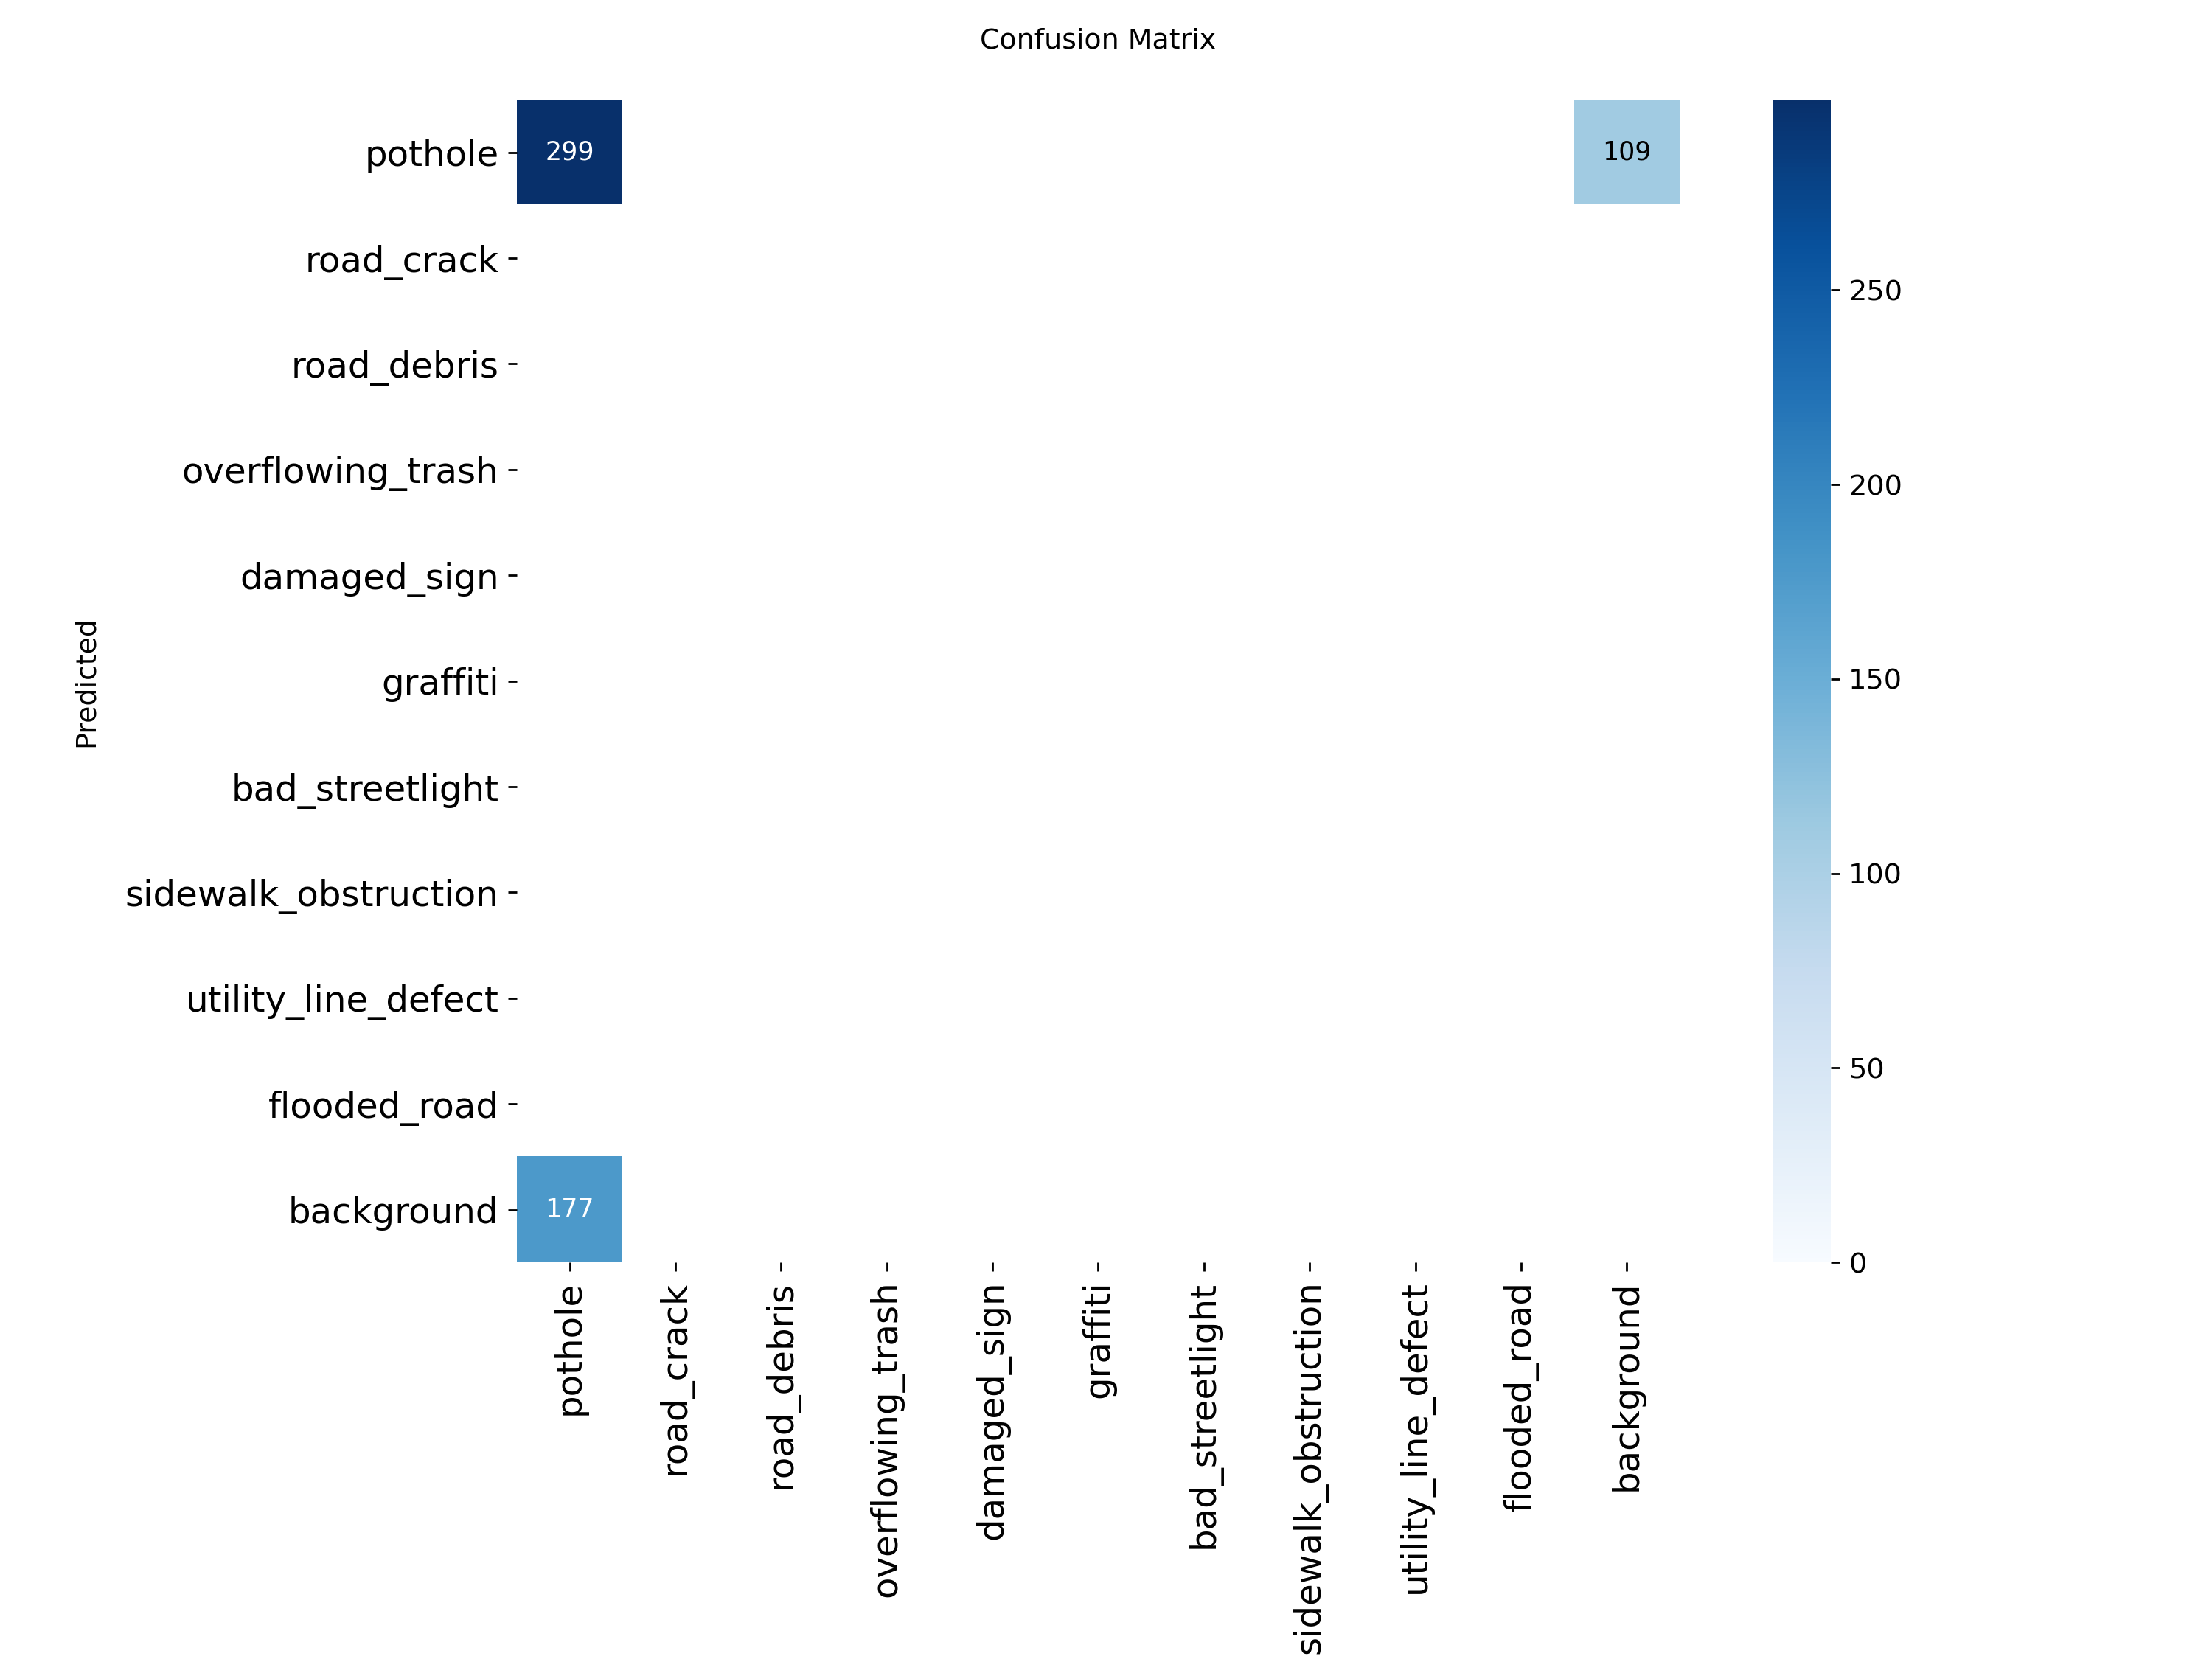 Confusion Matrix
Predicted
pothole
road_crack
road_debris
overflowing_trash
damaged_sign
graffiti
bad_streetlight
sidewalk_obstruction
utility_line_defect
flooded_road
background
299
109
177
pothole
road_crack
road_debris
overflowing_trash
damaged_sign
graffiti
bad_streetlight
sidewalk_obstruction
utility_line_defect
flooded_road
background
250
200
150
100
50
0